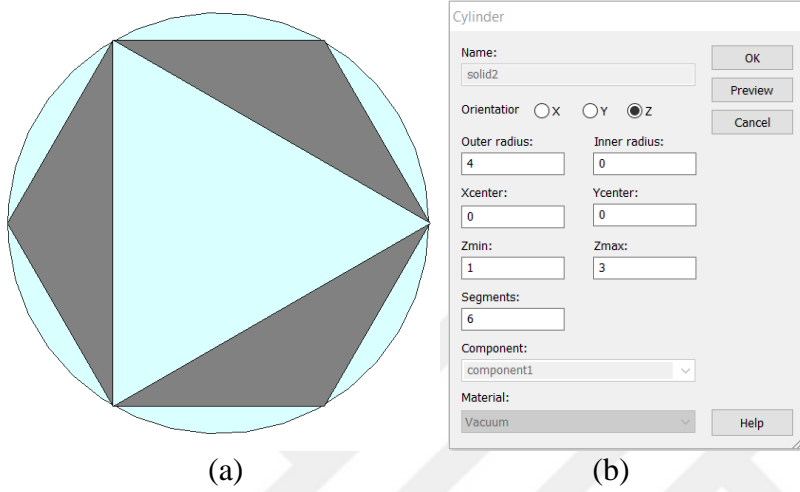 Cylinder
Name:
OK
solid2
Preview
Orientatior X Y Z
Cancel
Outer radius: Inner radius:
4 0
Xcenter: Ycenter:
0 0
Zmin: Zmax:
1 3
Segments:
6
Component:
component1
Material:
Vacuum
Help
(a) (b)